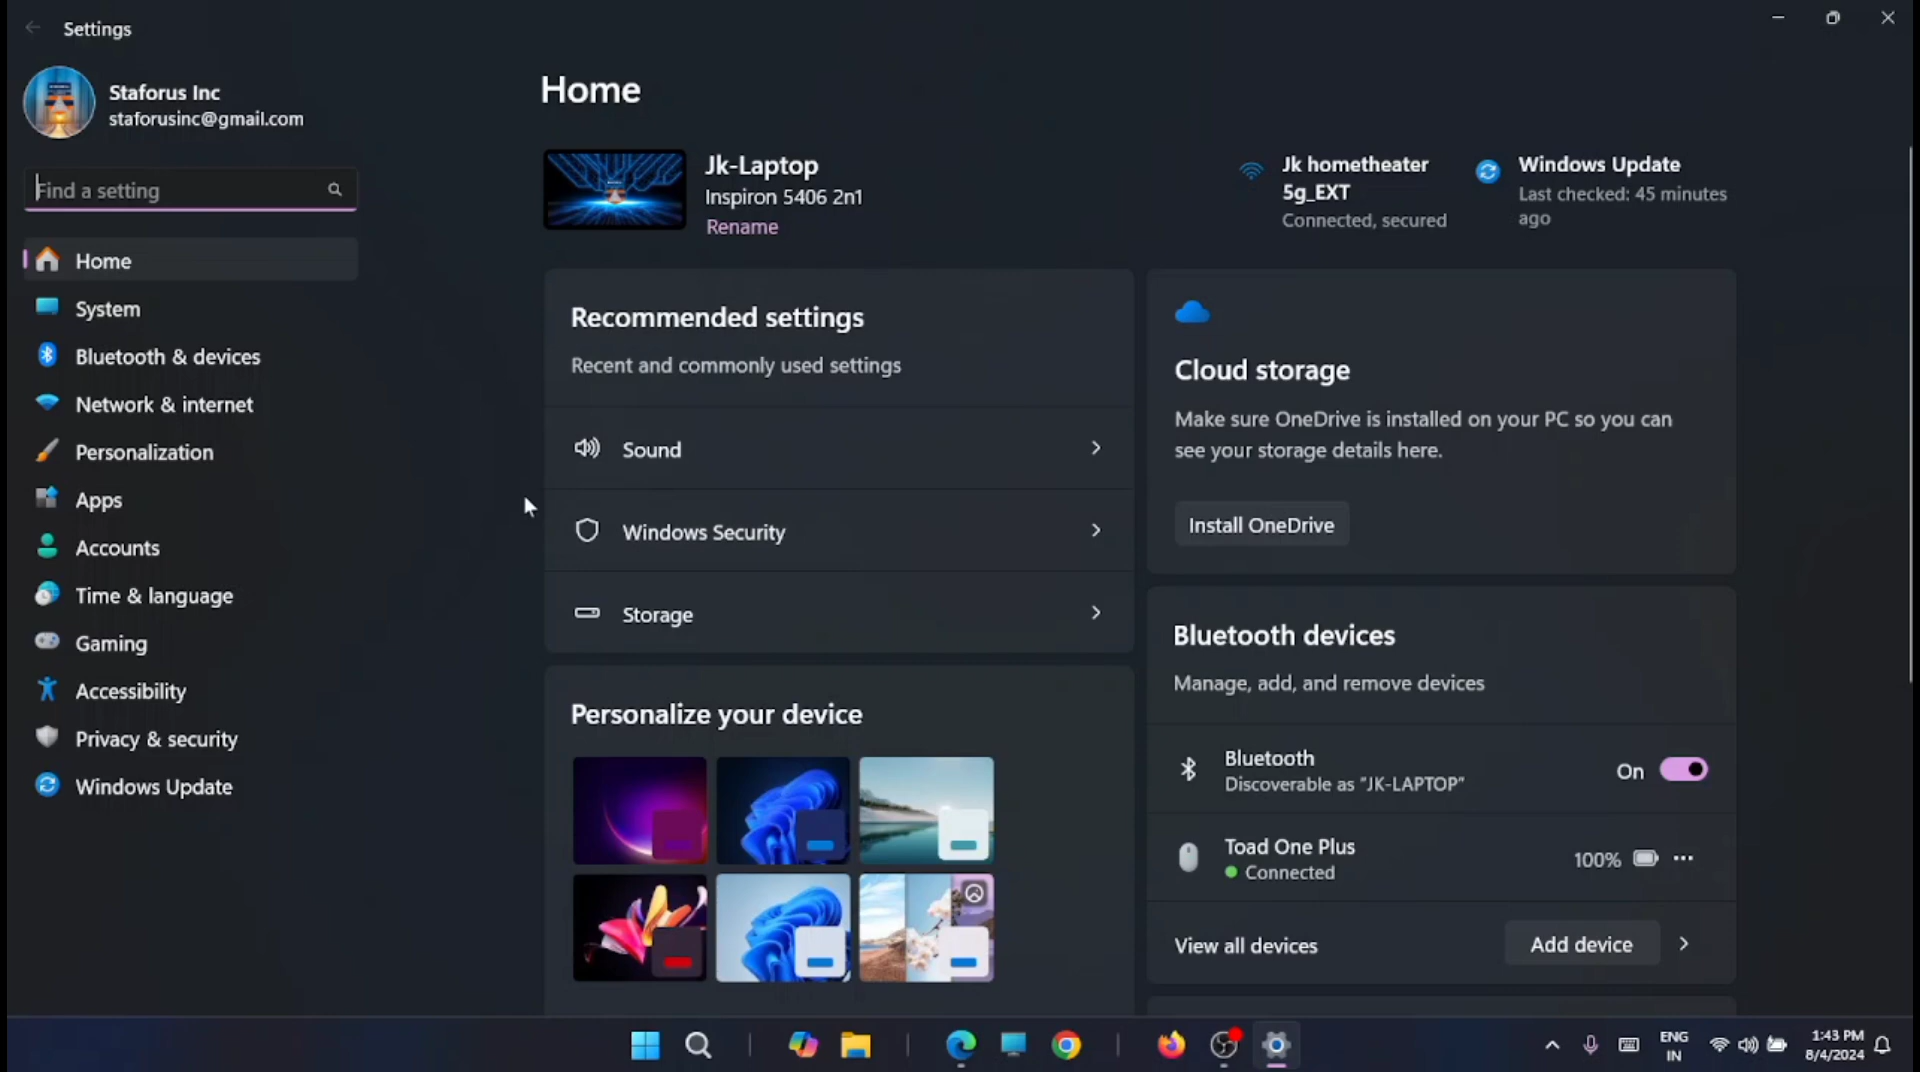 Settings
Staforus Inc
staforusinc@gmail.com
Find a setting
Home
System
Bluetooth & devices
Network & internet
Personalization
Apps
Accounts
Time & language
Gaming
Accessibility
Privacy & security
Windows Update
Home
Jk-Laptop
Inspiron 5406 2n1
Rename
Jk hometheater
5g_EXT
Connected, secured
Windows Update
Last checked: 45 minutes
ago
Recommended settings
Recent and commonly used settings
Sound
Windows Security
Storage
Personalize your device
Cloud storage
Make sure OneDrive is installed on your PC so you can
see your storage details here.
Install OneDrive
Bluetooth devices
Manage, add, and remove devices
Bluetooth
Discoverable as "JK-LAPTOP"
On
Toad One Plus
Connected
100%
View all devices
Add device
ENG
IN
1:43 PM
8/4/2024